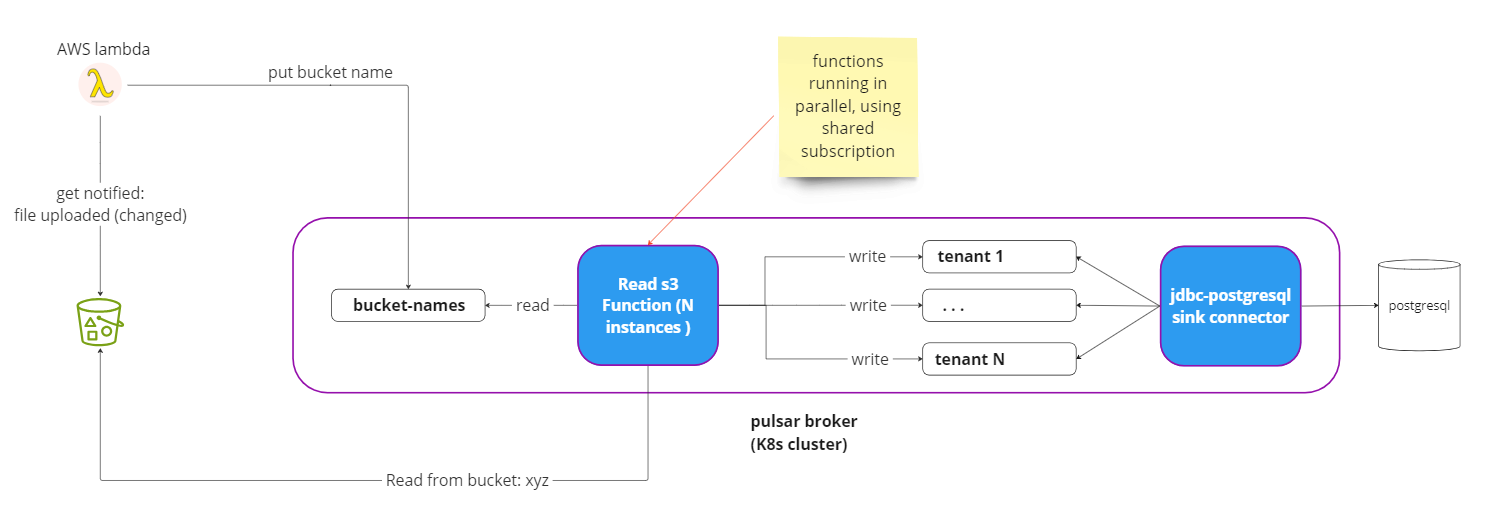 AWS lambda
put bucket name
functions
running in
parallel, using
shared
subscription
get notified:
file uploaded (changed)
bucket-names
read
Read s3
Function (N
instances )
write
tenant 1
write
...
write
tenant N
jdbc-postgresql
sink connector
postgresql
pulsar broker
(K8s cluster)
Read from bucket: xyz